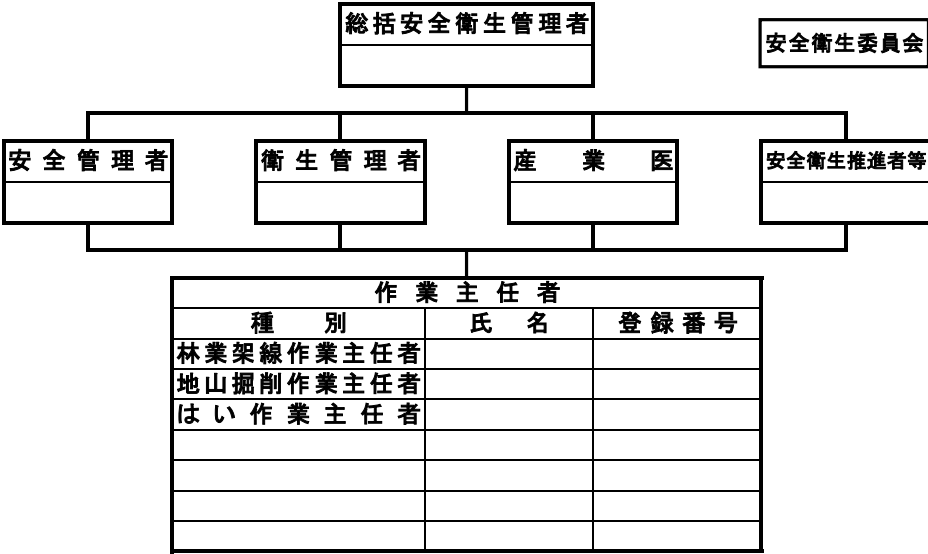 総括安全衛生管理者
安全衛生委員会
安全管理者
衛生管理者
産業医
安全衛生推進者等
作業主任者
種別 氏名 登録番号
林業架線作業主任者
地山掘削作業主任者
はい作業主任者